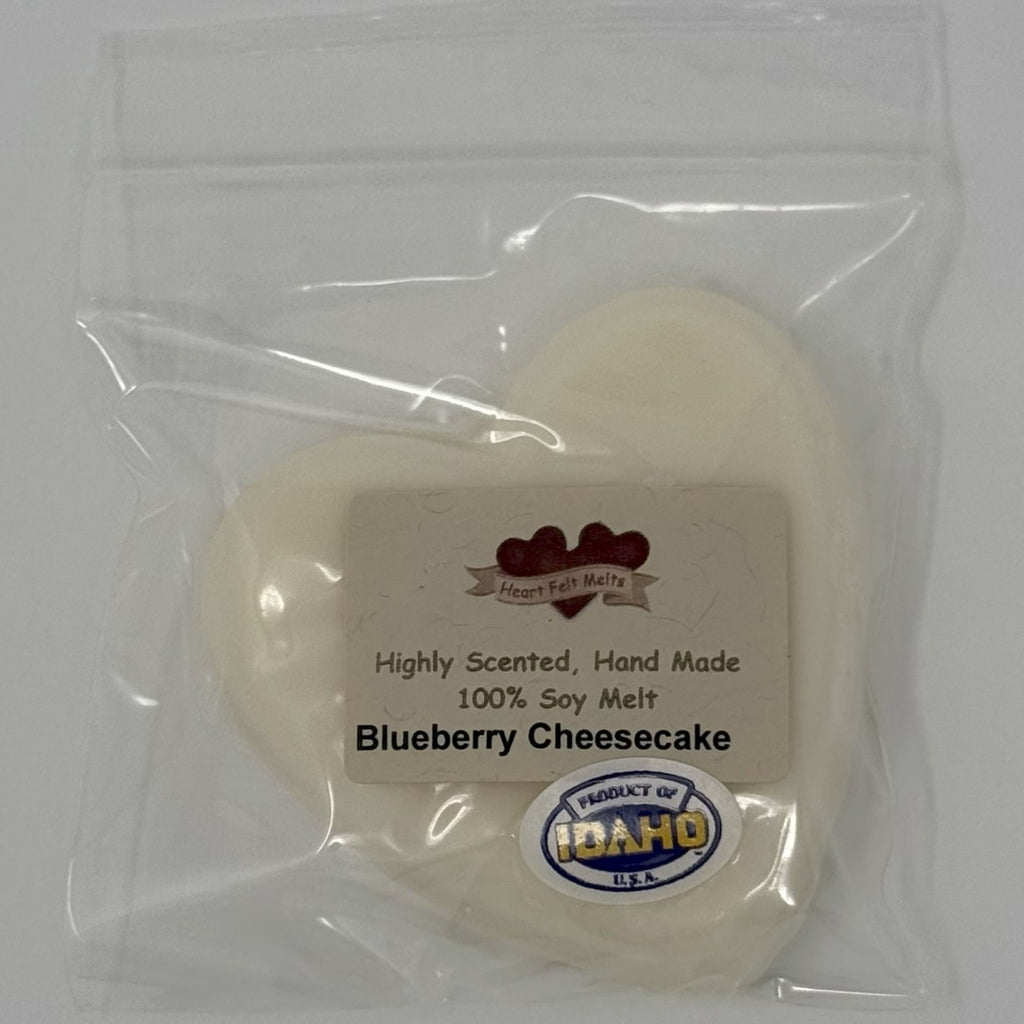 Heart Felt Melts
Highly Scented, Hand Made
100% Soy Melt
Blueberry Cheesecake
PRODUCT OF
IDAHO
U.S.A.